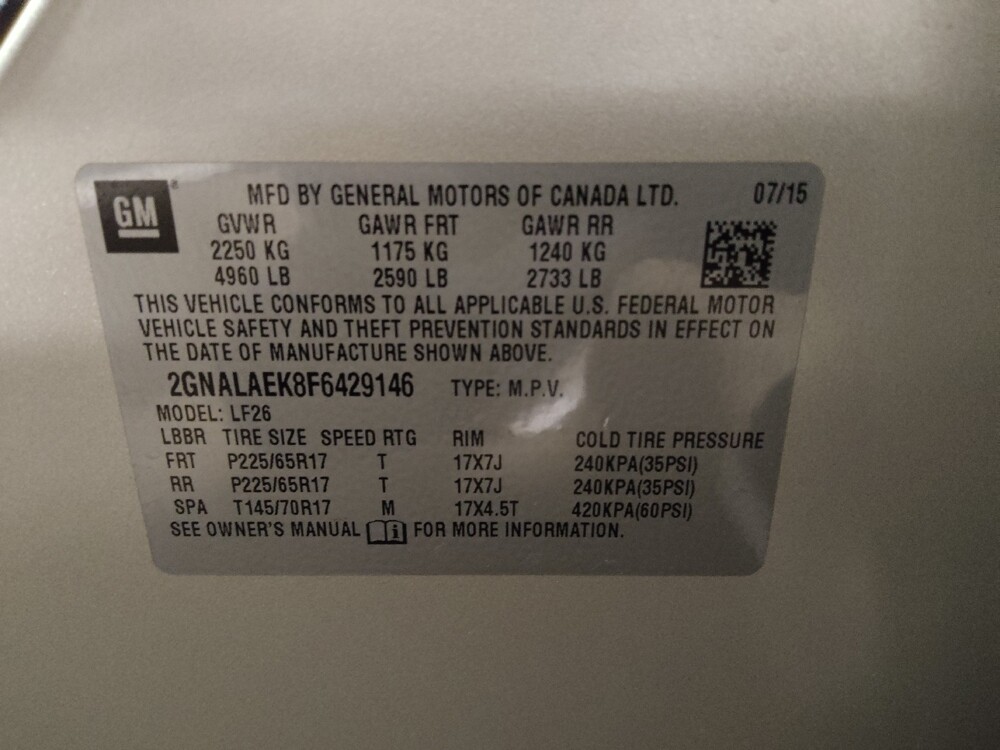 GM
MFD BY GENERAL MOTORS OF CANADA LTD. 07/15
GVWR GAWR FRT GAWR RR
2250 KG 1175 KG 1240 KG
4960 LB 2590 LB 2733 LB
THIS VEHICLE CONFORMS TO ALL APPLICABLE U.S. FEDERAL MOTOR
VEHICLE SAFETY AND THEFT PREVENTION STANDARDS IN EFFECT ON
THE DATE OF MANUFACTURE SHOWN ABOVE.
2GNALAEK8F6429146 TYPE: M.P.V.
MODEL: LF26
LBBR TIRE SIZE SPEED RTG RIM COLD TIRE PRESSURE
FRT P225/65R17 T 17X7J 240KPA(35PSI)
RR P225/65R17 T 17X7J 240KPA(35PSI)
SPA T145/70R17 M 17X4.5T 420KPA(60PSI)
SEE OWNER'S MANUAL i FOR MORE INFORMATION.